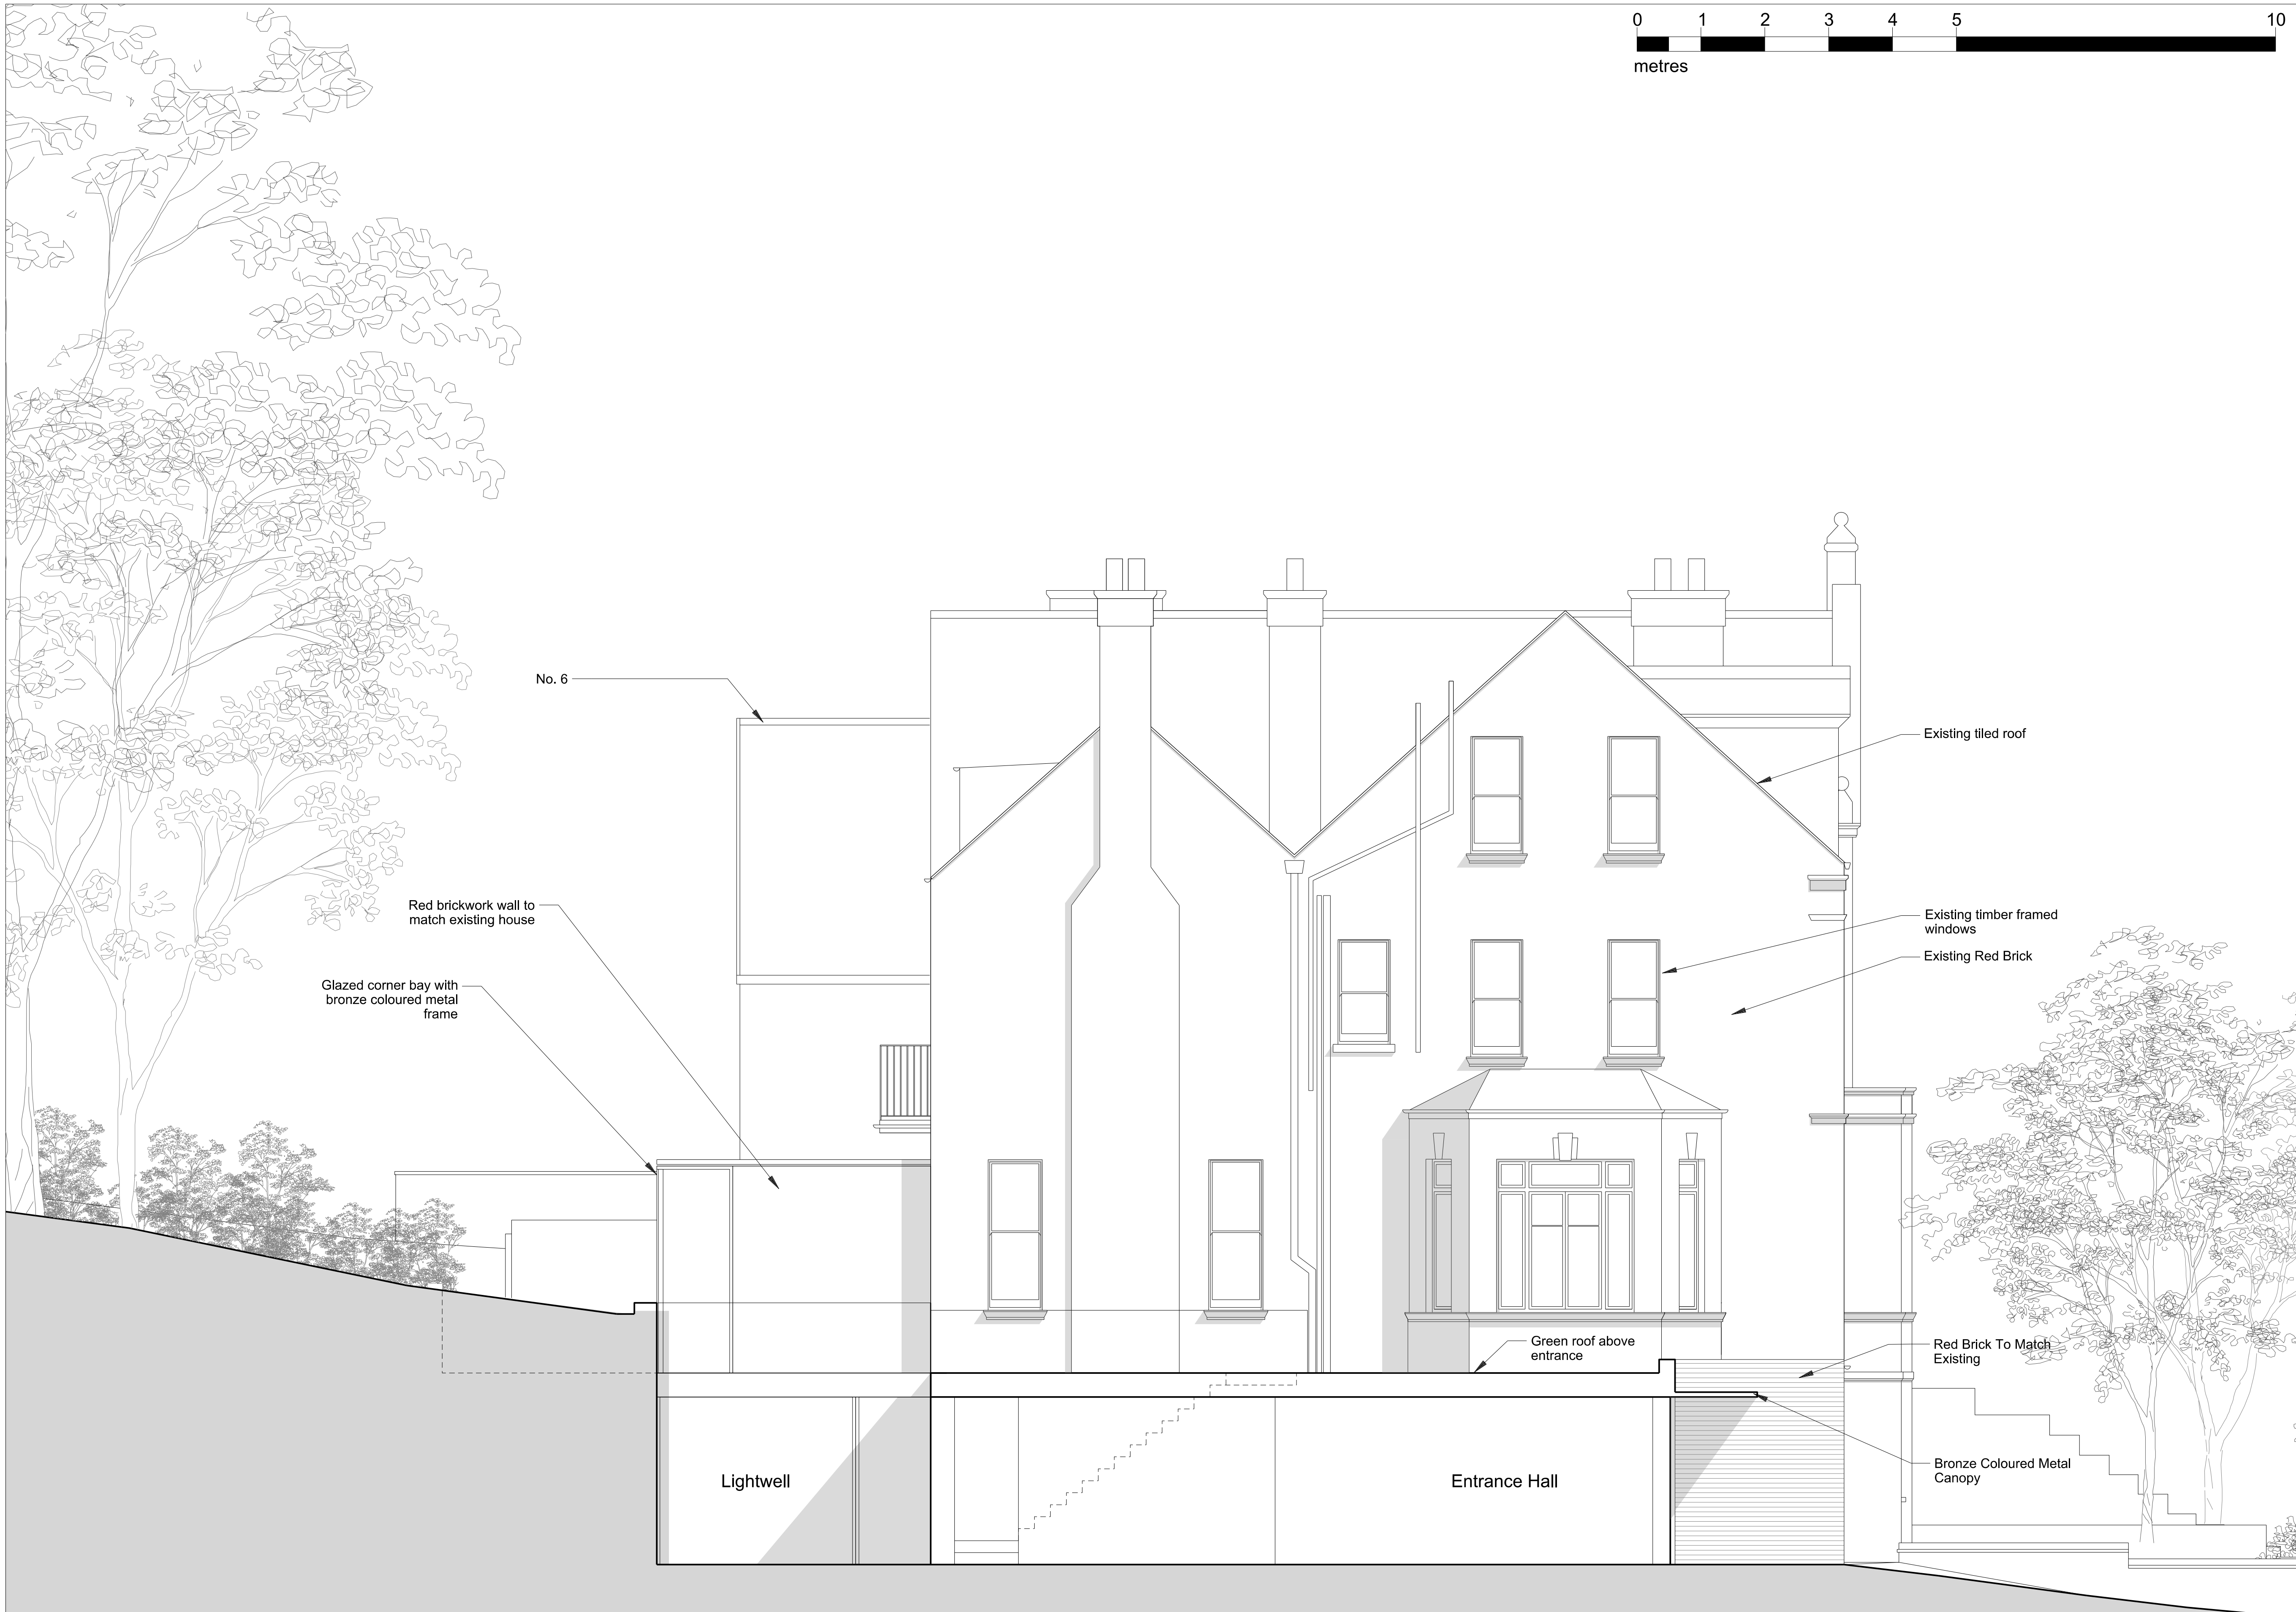 0 1 2 3 4 5 10
metres
No. 6
Existing tiled roof
Red brickwork wall to
match existing house
Existing timber framed
windows
Existing Red Brick
Glazed corner bay with
bronze coloured metal
frame
Green roof above
entrance
Red Brick To Match
Existing
Bronze Coloured Metal
Canopy
Lightwell
Entrance Hall